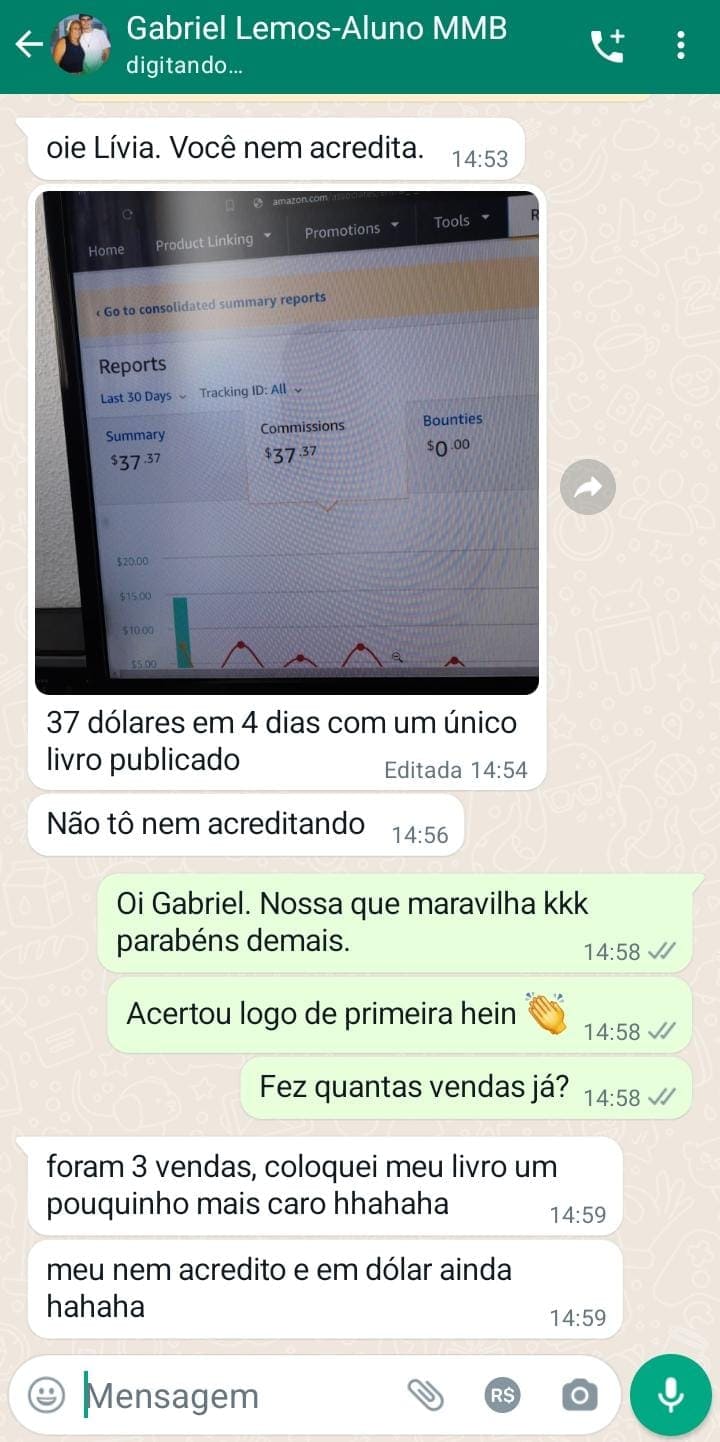 Gabriel Lemos-Aluno MMB
digitando...
oie Lívia. Você nem acredita.
14:53
amazon.com/associates
Home Product Linking Promotions Tools R
‹ Go to consolidated summary reports
Reports
Last 30 Days Tracking ID: All
Summary Commissions Bounties
$37.37 $37.37 $0.00
$20.00
$15.00
$10.00
$5.00
37 dólares em 4 dias com um único
livro publicado
Editada 14:54
Não tô nem acreditando
14:56
Oi Gabriel. Nossa que maravilha kkk
parabéns demais.
14:58
Acertou logo de primeira hein 👏
14:58
Fez quantas vendas já?
14:58
foram 3 vendas, coloquei meu livro um
pouquinho mais caro hhahaha
14:59
meu nem acredito e em dólar ainda
hahaha
14:59
Mensagem
R$